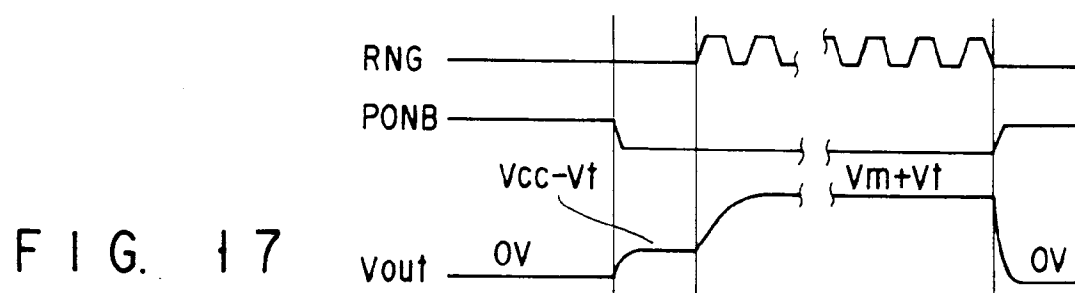 RNG
PONB
Vcc-Vt
Vm+Vt
Vout
0V
0V
FIG. 17